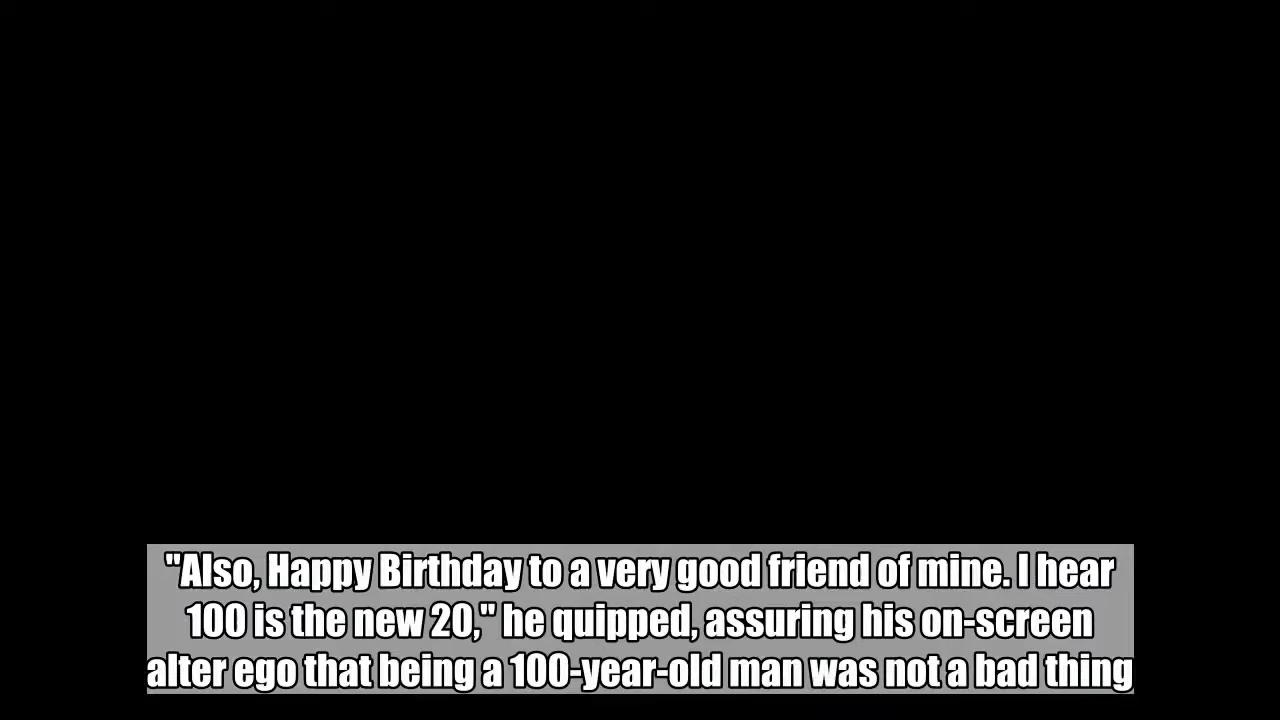 "Also, Happy Birthday to a very good friend of mine. I hear
100 is the new 20," he quipped, assuring his on-screen
alter ego that being a 100-year-old man was not a bad thing